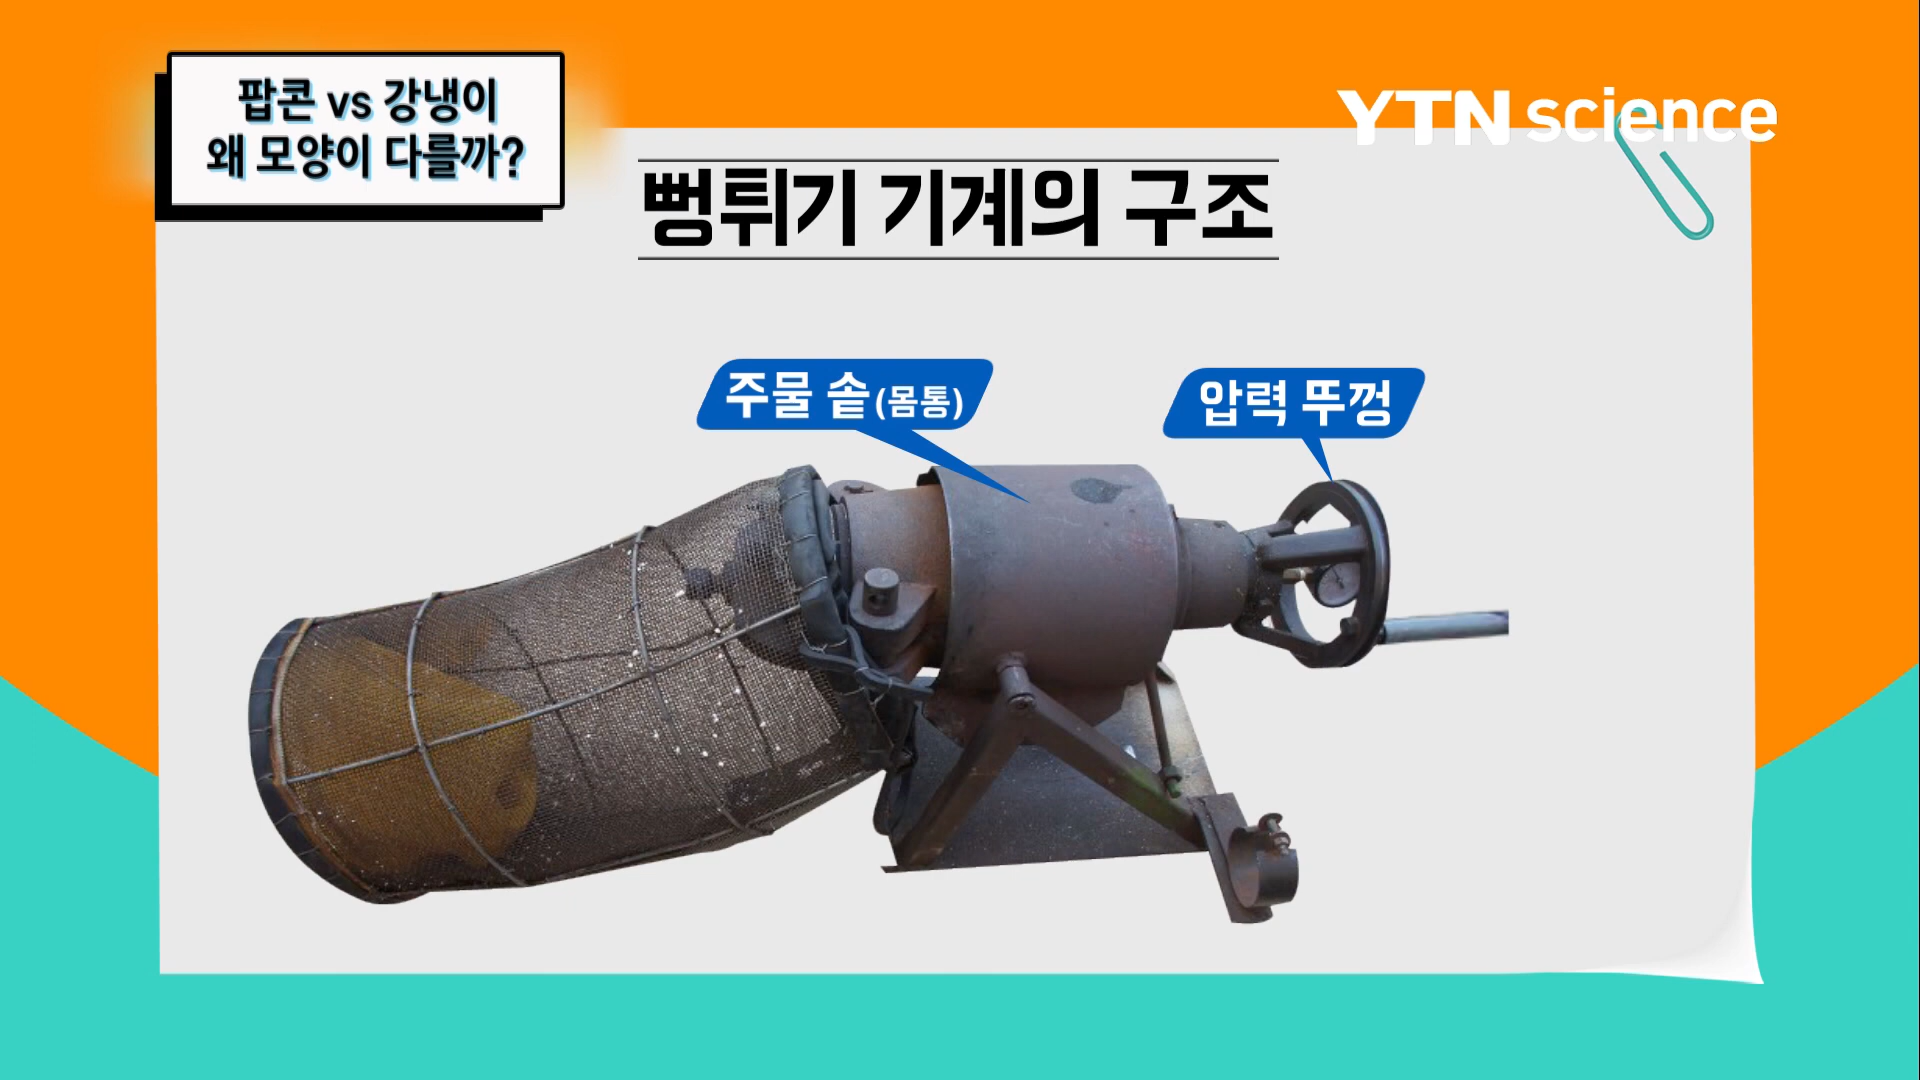 팝콘 vs 강냉이
왜 모양이 다를까?
YTN science
뻥튀기 기계의 구조
주물 솥(몸통)
압력 뚜껑